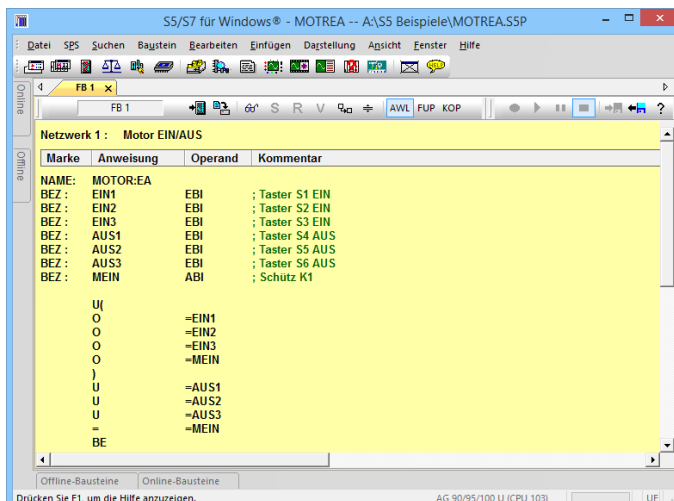 S5/S7 für Windows® - MOTREA -- A:\S5 Beispiele\MOTREA.S5P
Datei SPS Suchen Baustein Bearbeiten Einfügen Darstellung Ansicht Fenster Hilfe
Online
Offline
FB 1
FB 1 S R V AWL FUP KOP ?
Netzwerk 1 : Motor EIN/AUS
Marke Anweisung Operand Kommentar
NAME: MOTOR:EA
BEZ : EIN1 EBI ; Taster S1 EIN
BEZ : EIN2 EBI ; Taster S2 EIN
BEZ : EIN3 EBI ; Taster S3 EIN
BEZ : AUS1 EBI ; Taster S4 AUS
BEZ : AUS2 EBI ; Taster S5 AUS
BEZ : AUS3 EBI ; Taster S6 AUS
BEZ : MEIN ABI ; Schütz K1
U(
O =EIN1
O =EIN2
O =EIN3
O =MEIN
)
U =AUS1
U =AUS2
U =AUS3
= =MEIN
BE
Offline-Bausteine Online-Bausteine
Drücken Sie F1, um die Hilfe anzuzeigen. AG 90/95/100 U (CPU 103) UF